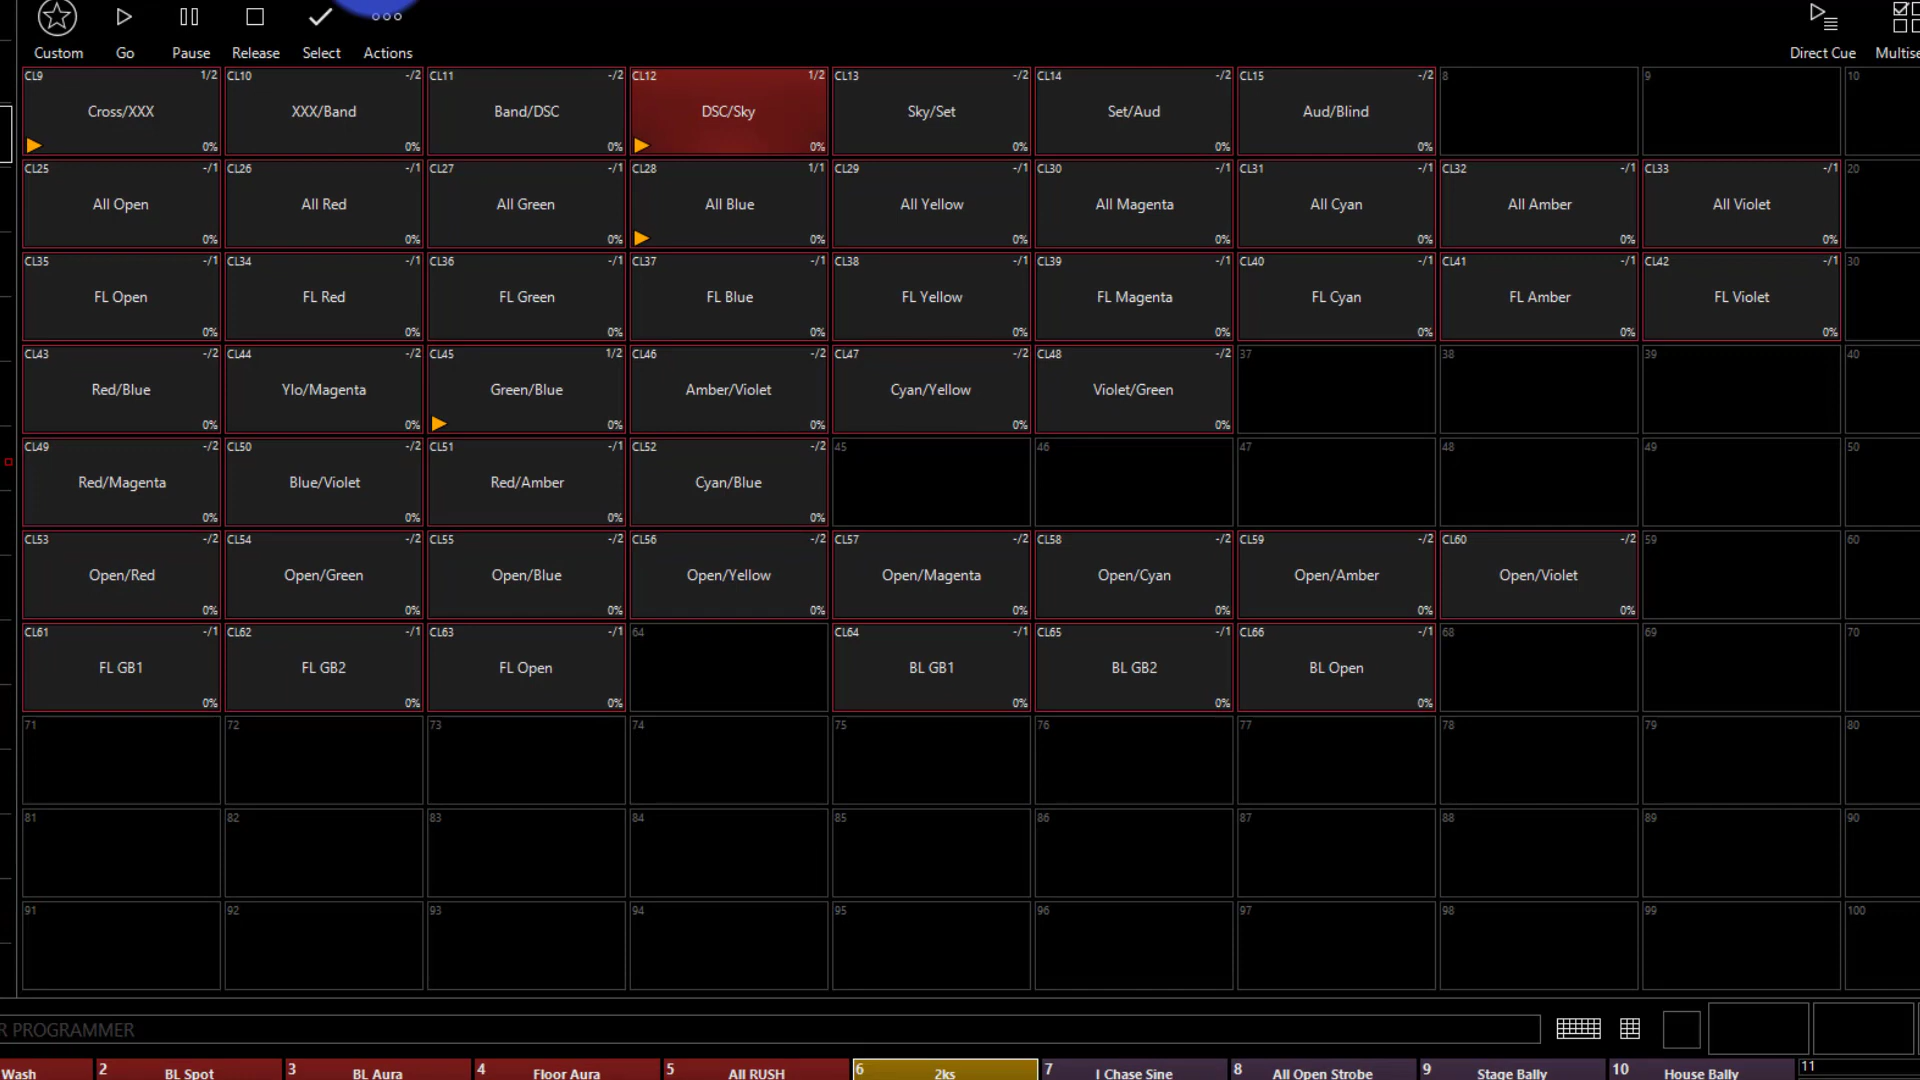 Custom Go Pause Release Select Actions Direct Cue Multise
CL9 1/2 CL10 -/2 CL11 -/2 CL12 1/2 CL13 -/2 CL14 -/2 CL15 -/2 8 9 10
Cross/XXX XXX/Band Band/DSC DSC/Sky Sky/Set Set/Aud Aud/Blind
0% 0% 0% 0% 0% 0% 0%
CL25 -/1 CL26 -/1 CL27 -/1 CL28 1/1 CL29 -/1 CL30 -/1 CL31 -/1 CL32 -/1 CL33 -/1 20
All Open All Red All Green All Blue All Yellow All Magenta All Cyan All Amber All Violet
0% 0% 0% 0% 0% 0% 0% 0% 0%
CL35 -/1 CL34 -/1 CL36 -/1 CL37 -/1 CL38 -/1 CL39 -/1 CL40 -/1 CL41 -/1 CL42 -/1 30
FL Open FL Red FL Green FL Blue FL Yellow FL Magenta FL Cyan FL Amber FL Violet
0% 0% 0% 0% 0% 0% 0% 0% 0%
CL43 -/2 CL44 -/2 CL45 1/2 CL46 -/2 CL47 -/2 CL48 -/2 37 38 39 40
Red/Blue Ylo/Magenta Green/Blue Amber/Violet Cyan/Yellow Violet/Green
0% 0% 0% 0% 0% 0%
CL49 -/2 CL50 -/2 CL51 -/1 CL52 -/2 45 46 47 48 49 50
Red/Magenta Blue/Violet Red/Amber Cyan/Blue
0% 0% 0% 0%
CL53 -/2 CL54 -/2 CL55 -/2 CL56 -/2 CL57 -/2 CL58 -/2 CL59 -/2 CL60 -/2 59 60
Open/Red Open/Green Open/Blue Open/Yellow Open/Magenta Open/Cyan Open/Amber Open/Violet
0% 0% 0% 0% 0% 0% 0% 0%
CL61 -/1 CL62 -/1 CL63 -/1 64 CL64 -/1 CL65 -/1 CL66 -/1 68 69 70
FL GB1 FL GB2 FL Open BL GB1 BL GB2 BL Open
0% 0% 0% 0% 0% 0%
71 72 73 74 75 76 77 78 79 80
81 82 83 84 85 86 87 88 89 90
91 92 93 94 95 96 97 98 99 100
R PROGRAMMER
Wash 2 BL Spot 3 BL Aura 4 Floor Aura 5 All RUSH 6 2ks 7 I Chase Sine 8 All Open Strobe 9 Stage Bally 10 House Bally 11